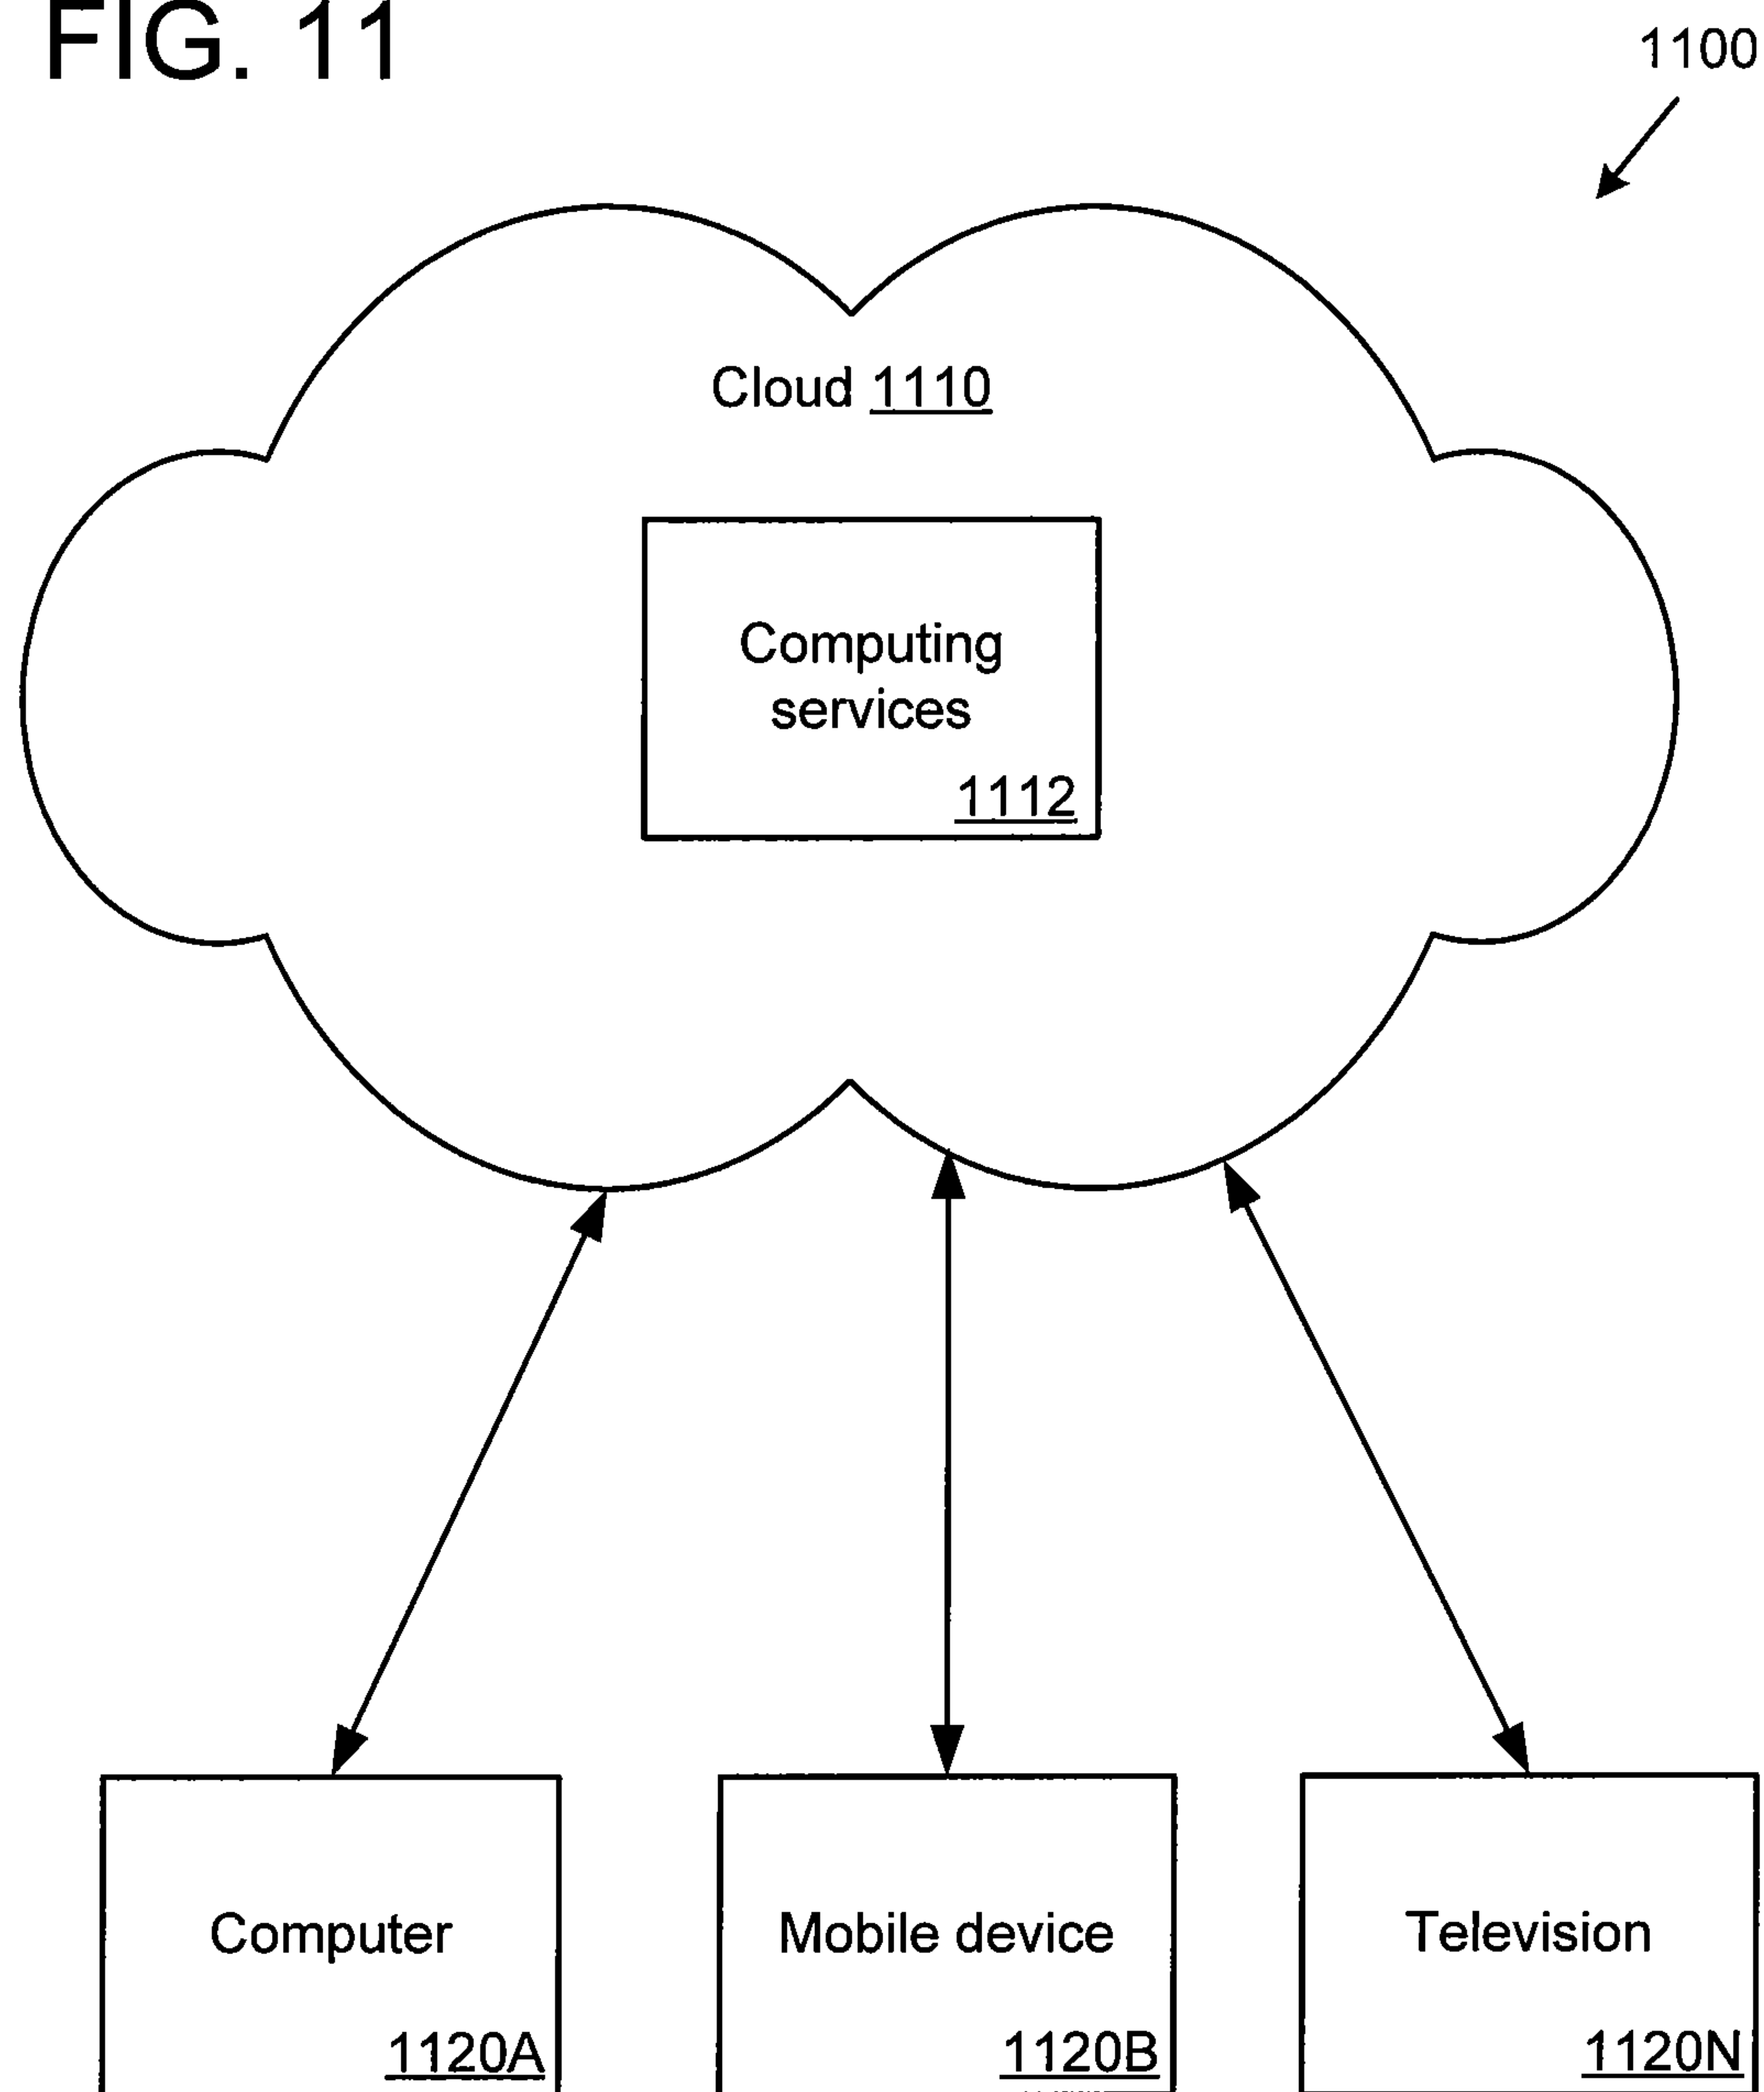 FIG. 11
1100
Cloud 1110
Computing
services
1112
Computer
1120A
Mobile device
1120B
Television
1120N